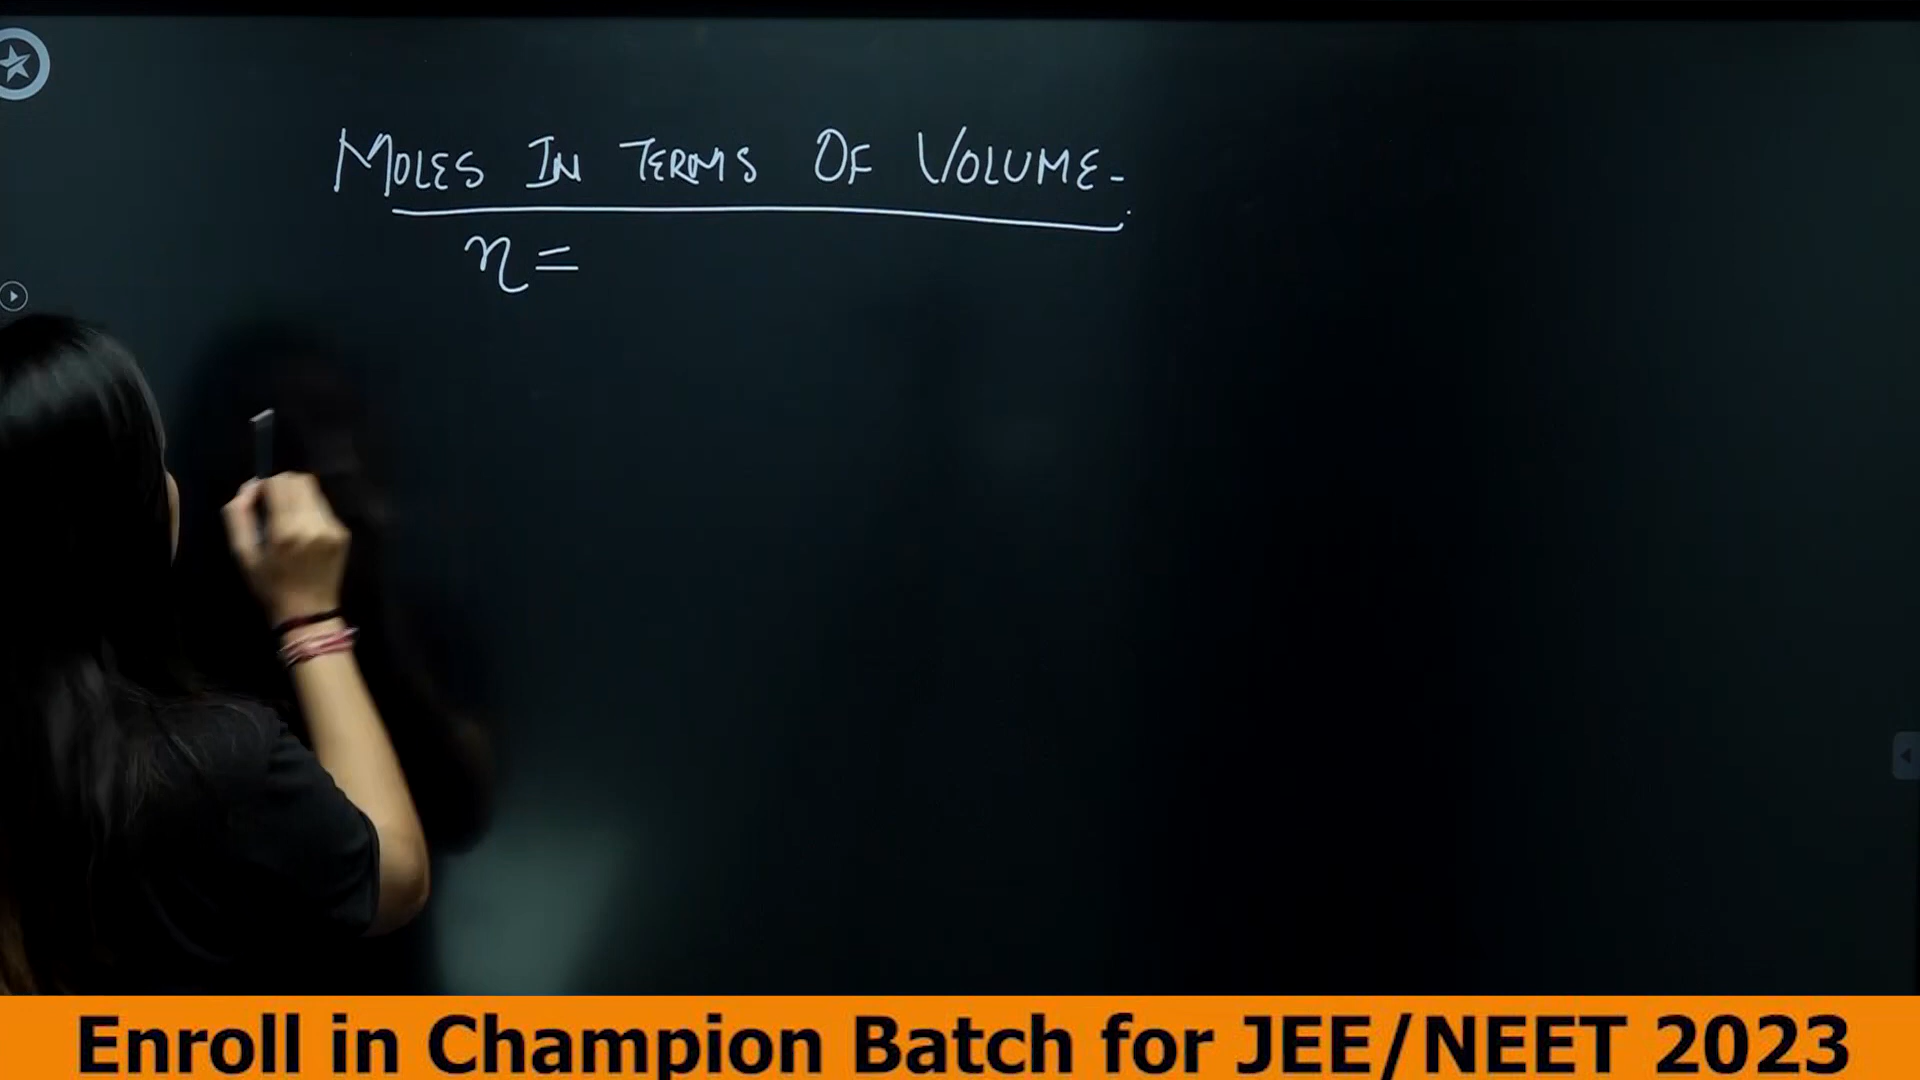 MOLES IN TERMS OF VOLUME-
n =
Enroll in Champion Batch for JEE/NEET 2023